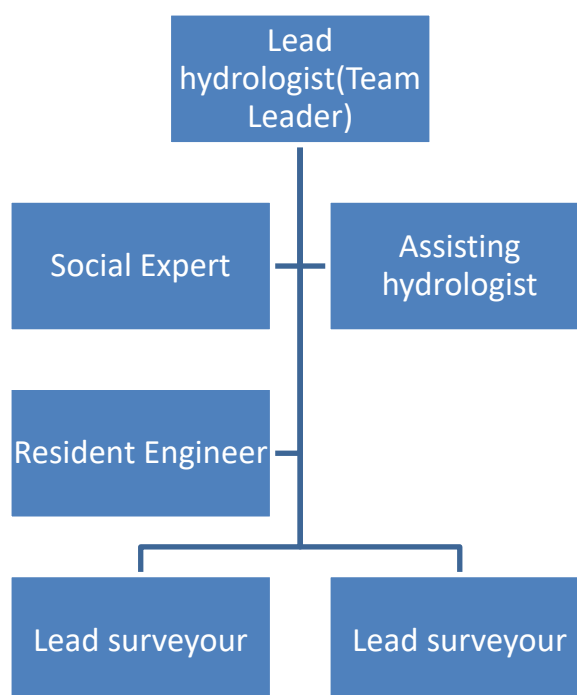 Lead
hydrologist(Team
Leader)
Social Expert
Assisting
hydrologist
Resident Engineer
Lead surveyour
Lead surveyour